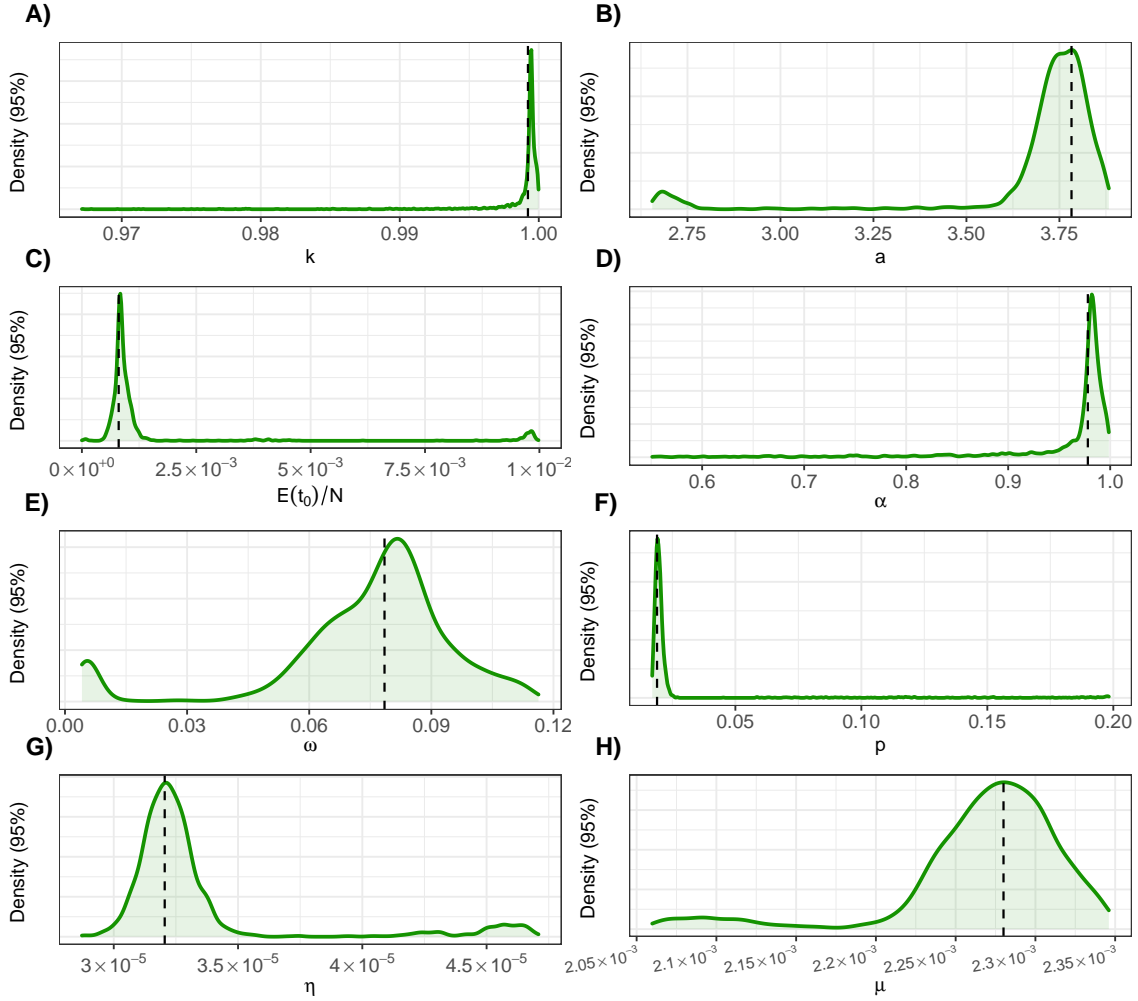 A)
Density (95%)
0.97 0.98 0.99 1.00
k
B)
Density (95%)
2.75 3.00 3.25 3.50 3.75
a
C)
Density (95%)
0×10⁺⁰ 2.5×10⁻³ 5×10⁻³ 7.5×10⁻³ 1×10⁻²
E(t₀)/N
D)
Density (95%)
0.6 0.7 0.8 0.9 1.0
α
E)
Density (95%)
0.00 0.03 0.06 0.09 0.12
ω
F)
Density (95%)
0.05 0.10 0.15 0.20
p
G)
Density (95%)
3×10⁻⁵ 3.5×10⁻⁵ 4×10⁻⁵ 4.5×10⁻⁵
η
H)
Density (95%)
2.05×10⁻³ 2.1×10⁻³ 2.15×10⁻³ 2.2×10⁻³ 2.25×10⁻³ 2.3×10⁻³ 2.35×10⁻³
μ